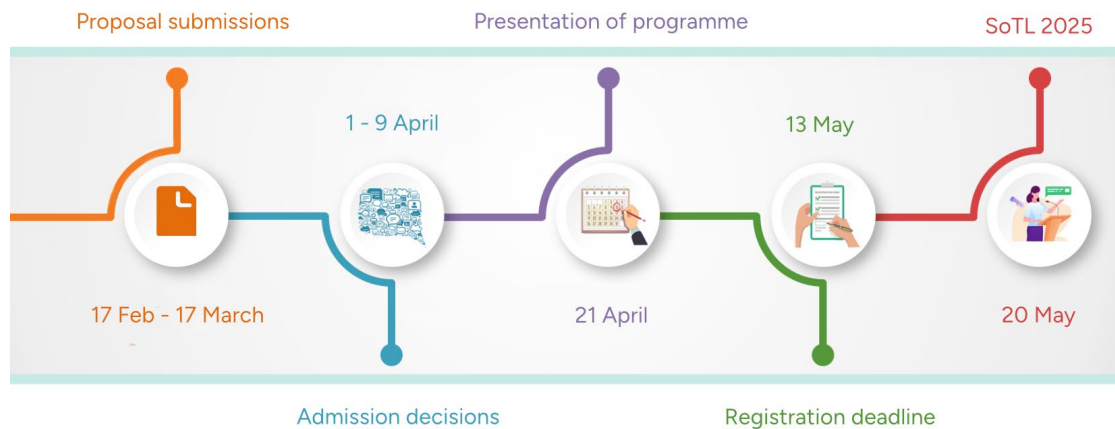 Proposal submissions
Presentation of programme
SoTL 2025
1 - 9 April
13 May
17 Feb - 17 March
21 April
20 May
Admission decisions
Registration deadline